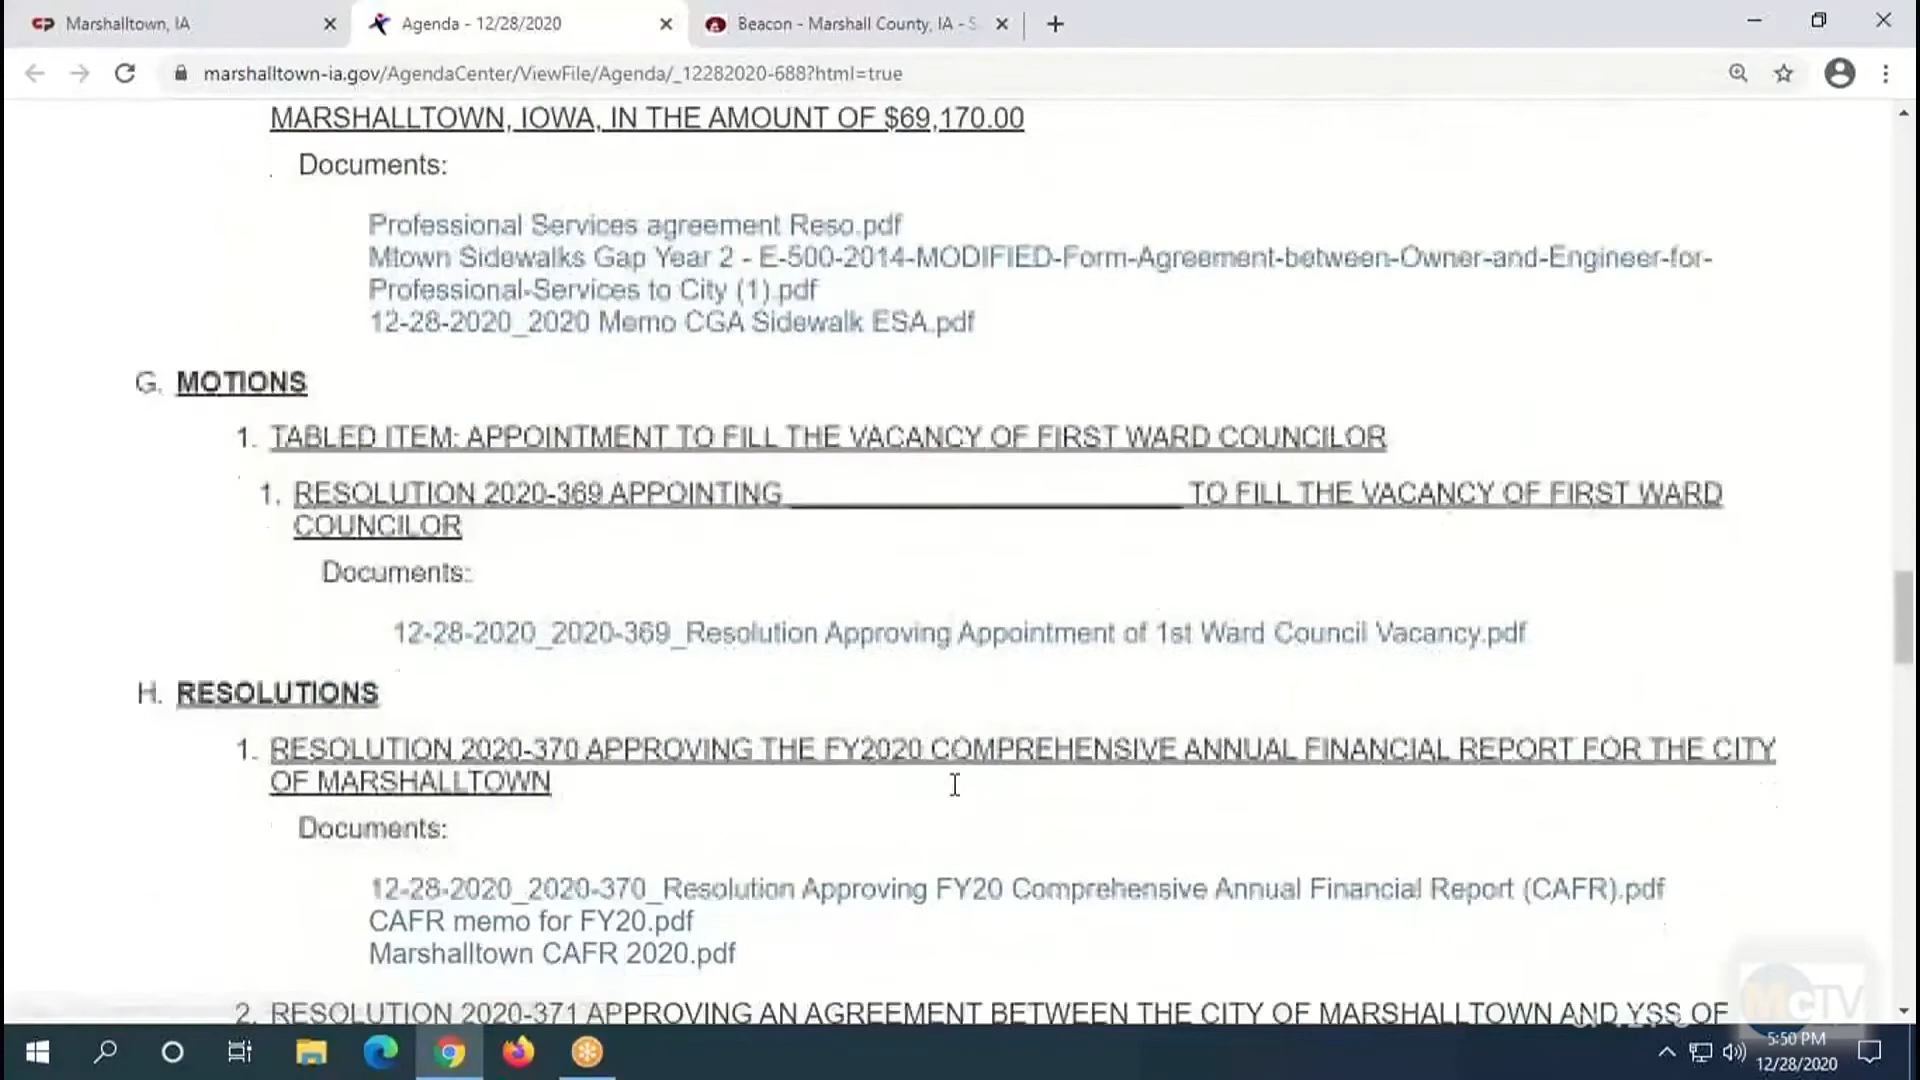 Marshalltown, IA
Agenda - 12/28/2020
Beacon - Marshall County, IA - S
marshalltown-ia.gov/AgendaCenter/ViewFile/Agenda/_12282020-688?html=true
MARSHALLTOWN, IOWA, IN THE AMOUNT OF $69,170.00
Documents:
Professional Services agreement Reso.pdf
Mtown Sidewalks Gap Year 2 - E-500-2014-MODIFIED-Form-Agreement-between-Owner-and-Engineer-for-
Professional-Services to City (1).pdf
12-28-2020_2020 Memo CGA Sidewalk ESA.pdf
G. MOTIONS
1. TABLED ITEM: APPOINTMENT TO FILL THE VACANCY OF FIRST WARD COUNCILOR
1. RESOLUTION 2020-369 APPOINTING ______________________ TO FILL THE VACANCY OF FIRST WARD
COUNCILOR
Documents:
12-28-2020_2020-369_Resolution Approving Appointment of 1st Ward Council Vacancy.pdf
H. RESOLUTIONS
1. RESOLUTION 2020-370 APPROVING THE FY2020 COMPREHENSIVE ANNUAL FINANCIAL REPORT FOR THE CITY
OF MARSHALLTOWN
Documents:
12-28-2020_2020-370_Resolution Approving FY20 Comprehensive Annual Financial Report (CAFR).pdf
CAFR memo for FY20.pdf
Marshalltown CAFR 2020.pdf
2. RESOLUTION 2020-371 APPROVING AN AGREEMENT BETWEEN THE CITY OF MARSHALLTOWN AND YSS OF
McTV
5:50 PM
12/28/2020